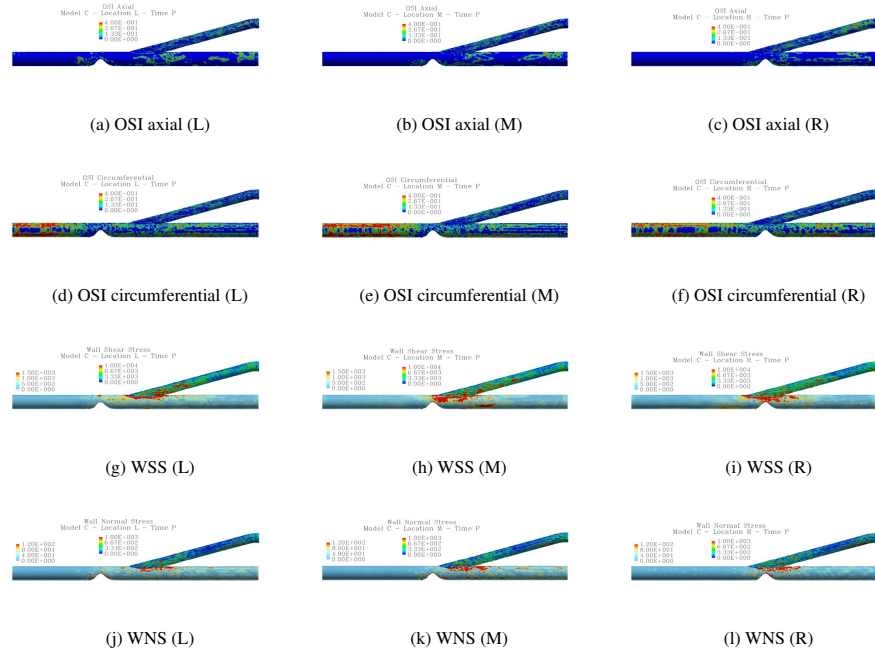 OSI Axial
Model C - Location L - Time P
4.00E-001
2.67E-001
1.33E-001
0.00E+000
(a) OSI axial (L)
OSI Axial
Model C - Location M - Time P
4.00E-001
2.67E-001
1.33E-001
0.00E+000
(b) OSI axial (M)
OSI Axial
Model C - Location R - Time P
4.00E-001
2.67E-001
1.33E-001
0.00E+000
(c) OSI axial (R)
OSI Circumferential
Model C - Location L - Time P
4.00E-001
2.67E-001
1.33E-001
0.00E+000
(d) OSI circumferential (L)
OSI Circumferential
Model C - Location M - Time P
4.00E-001
2.67E-001
1.33E-001
0.00E+000
(e) OSI circumferential (M)
OSI Circumferential
Model C - Location R - Time P
4.00E-001
2.67E-001
1.33E-001
0.00E+000
(f) OSI circumferential (R)
Wall Shear Stress
Model C - Location L - Time P
1.50E+003
1.00E+003
5.00E+002
0.00E+000
1.00E+004
6.67E+003
3.33E+003
0.00E+000
(g) WSS (L)
Wall Shear Stress
Model C - Location M - Time P
1.50E+003
1.00E+003
5.00E+002
0.00E+000
1.00E+004
6.67E+003
3.33E+003
0.00E+000
(h) WSS (M)
Wall Shear Stress
Model C - Location R - Time P
1.50E+003
1.00E+003
5.00E+002
0.00E+000
1.00E+004
6.67E+003
3.33E+003
0.00E+000
(i) WSS (R)
Wall Normal Stress
Model C - Location L - Time P
1.20E+002
8.00E+001
4.00E+001
0.00E+000
1.00E+003
6.67E+002
3.33E+002
0.00E+000
(j) WNS (L)
Wall Normal Stress
Model C - Location M - Time P
1.20E+002
8.00E+001
4.00E+001
0.00E+000
1.00E+003
6.67E+002
3.33E+002
0.00E+000
(k) WNS (M)
Wall Normal Stress
Model C - Location R - Time P
1.20E+002
8.00E+001
4.00E+001
0.00E+000
1.00E+003
6.67E+002
3.33E+002
0.00E+000
(l) WNS (R)